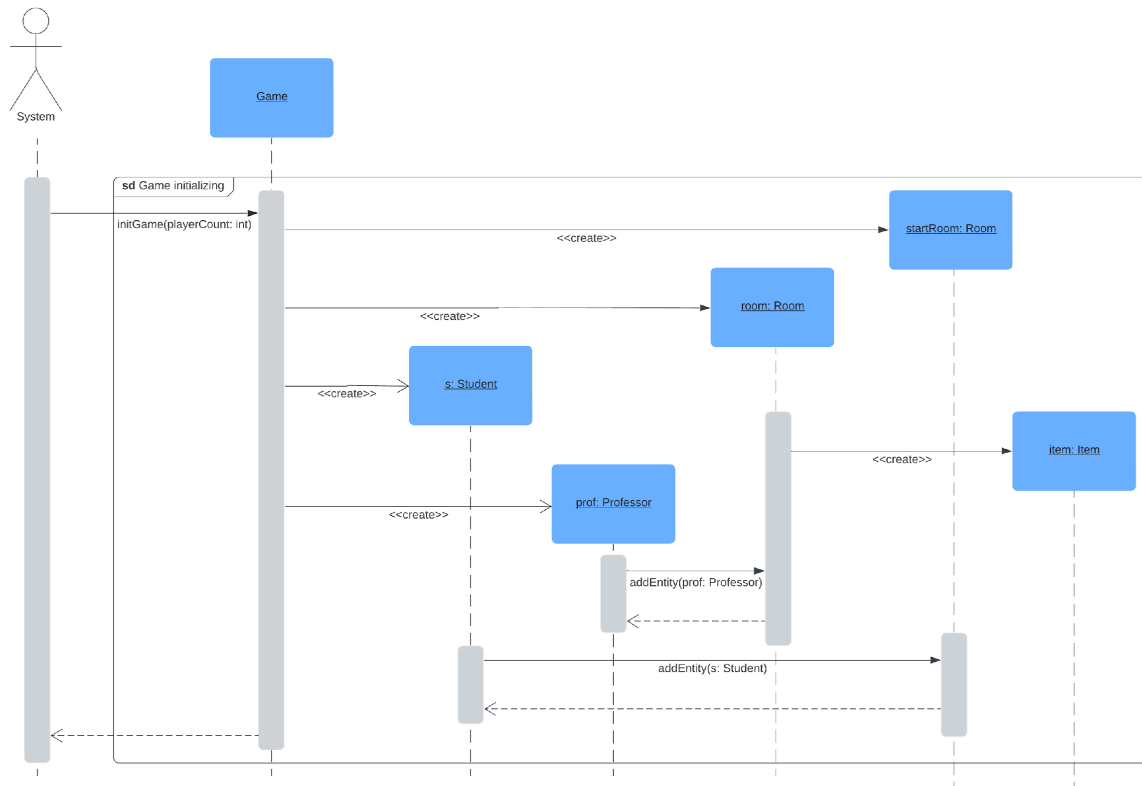 System
Game
sd Game initializing
initGame(playerCount: int)
<<create>>
startRoom: Room
<<create>>
room: Room
<<create>>
s: Student
<<create>>
item: Item
<<create>>
prof: Professor
addEntity(prof: Professor)
addEntity(s: Student)